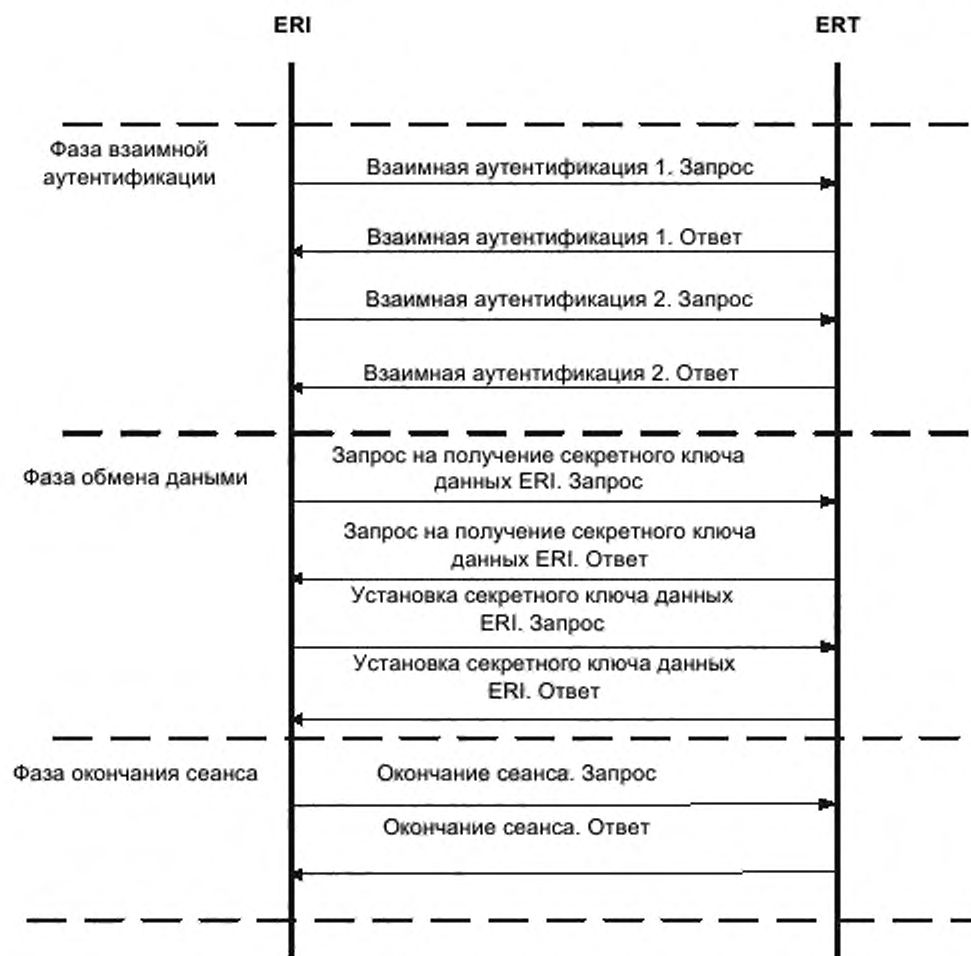 ERI
ERT
Фаза взаимной
аутентификации
Взаимная аутентификация 1. Запрос
Взаимная аутентификация 1. Ответ
Взаимная аутентификация 2. Запрос
Взаимная аутентификация 2. Ответ
Фаза обмена даными
Запрос на получение секретного ключа
данных ERI. Запрос
Запрос на получение секретного ключа
данных ERI. Ответ
Установка секретного ключа данных
ERI. Запрос
Установка секретного ключа данных
ERI. Ответ
Фаза окончания сеанса
Окончание сеанса. Запрос
Окончание сеанса. Ответ